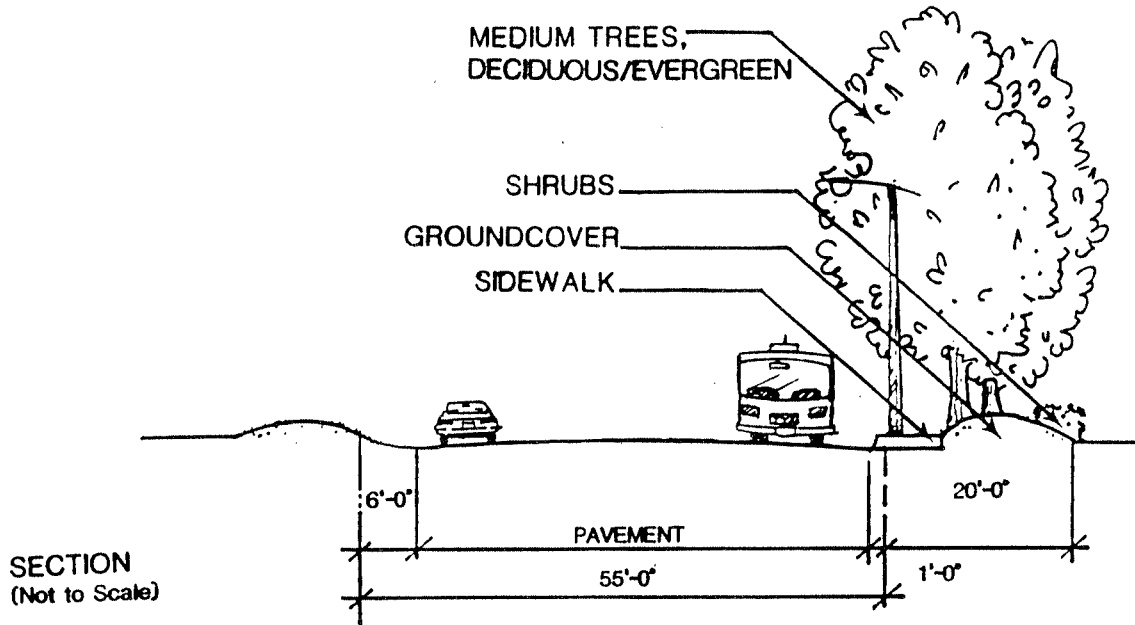 MEDIUM TREES,
DECIDUOUS/EVERGREEN
SHRUBS
GROUNDCOVER
SIDEWALK
6'-0"
20'-0"
PAVEMENT
SECTION
(Not to Scale)
55'-0"
1'-0"